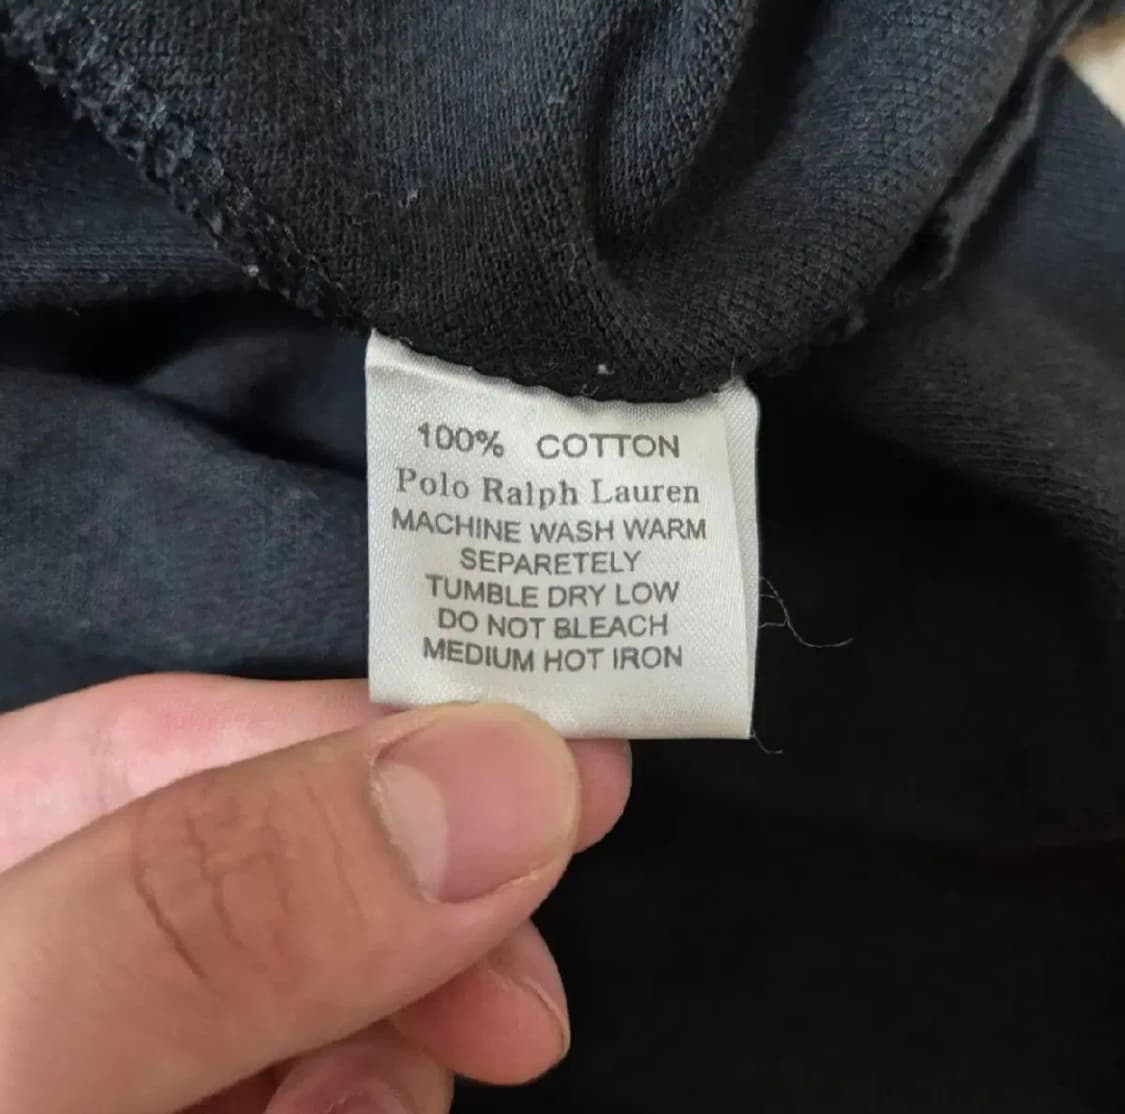 100% COTTON
Polo Ralph Lauren
MACHINE WASH WARM
SEPARETELY
TUMBLE DRY LOW
DO NOT BLEACH
MEDIUM HOT IRON